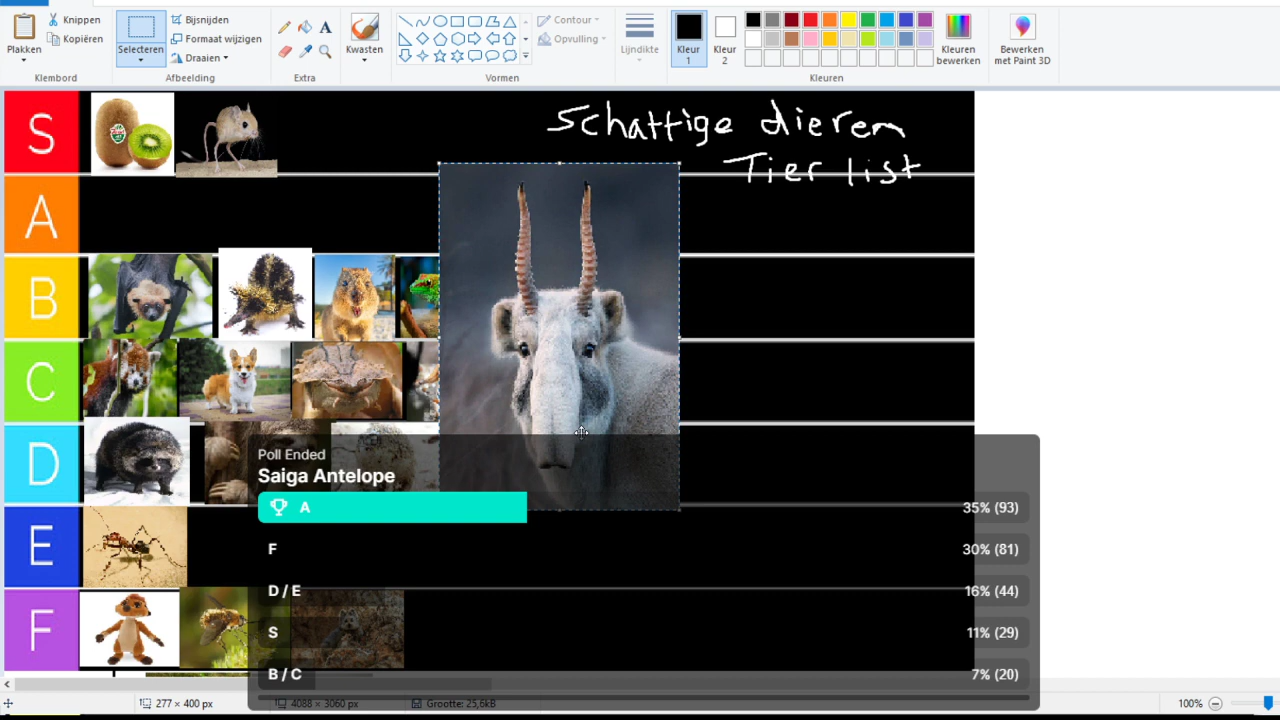 Plakken
Knippen
Kopiëren
Klembord
Selecteren
Bijsnijden
Formaat wijzigen
Draaien
Afbeelding
A
Extra
Kwasten
Contour
Opvulling
Vormen
Lijndikte
Kleur 1
Kleur 2
Kleuren
Kleuren bewerken
Bewerken met Paint 3D
S
Schattige dieren
Tier list
A
B
C
D
E
F
Poll Ended
Saiga Antelope
A 35% (93)
F 30% (81)
D / E 16% (44)
S 11% (29)
B / C 7% (20)
277 × 400 px
4088 × 3060 px
Grootte: 25,6kB
100%